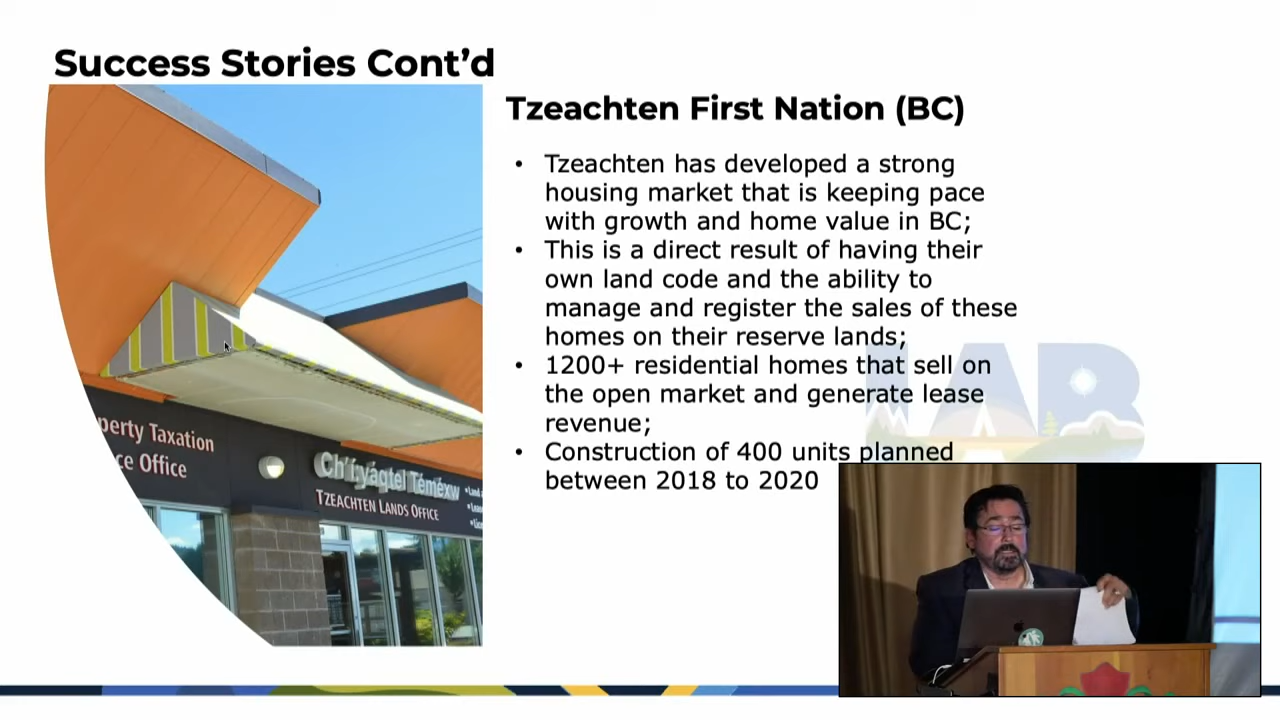 Success Stories Cont’d
Tzeachten First Nation (BC)
• Tzeachten has developed a strong
housing market that is keeping pace
with growth and home value in BC;
• This is a direct result of having their
own land code and the ability to
manage and register the sales of these
homes on their reserve lands;
• 1200+ residential homes that sell on
the open market and generate lease
revenue;
• Construction of 400 units planned
between 2018 to 2020
LAB
perty Taxation
ce Office
Ch'í:yáqtel Téméxw
TZEACHTEN LANDS OFFICE